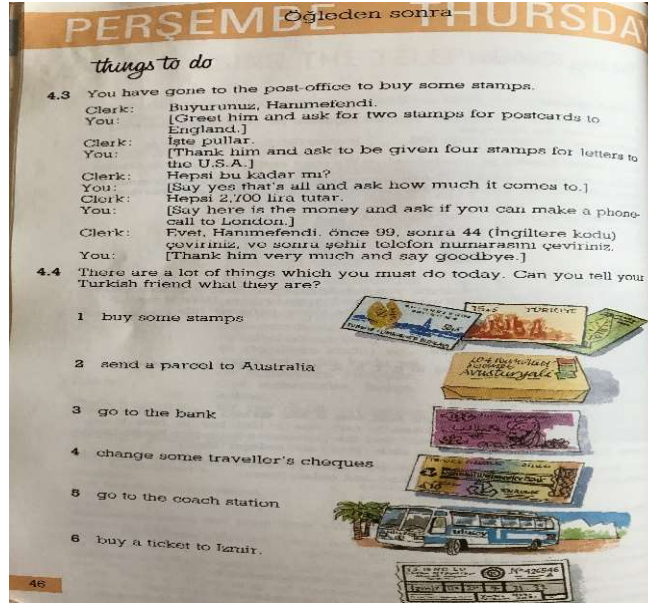 Öğleden sonra
PERŞEMBE THURSDA
things to do
4.3 You have gone to the post-office to buy some stamps.
Clerk: Buyurunuz, Hanımefendi.
You: [Greet him and ask for two stamps for postcards to
England.]
Clerk: İşte pullar.
You: [Thank him and ask to be given four stamps for letters to
the U.S.A.]
Clerk: Hepsi bu kadar mı?
You: [Say yes that's all and ask how much it comes to.]
Clerk: Hepsi 2,700 lira tutar.
You: [Say here is the money and ask if you can make a phone-
call to London.]
Clerk: Evet, Hanımefendi. önce 99, sonra 44 (İngiltere kodu)
çeviriniz, ve sonra şehir telefon numarasını çeviriniz.
You: [Thank him very much and say goodbye.]
4.4 There are a lot of things which you must do today. Can you tell your
Turkish friend what they are?
1 buy some stamps
TÜRKİYE
2 send a parcel to Australia
Avusturyalı
3 go to the bank
4 change some traveller's cheques
5 go to the coach station
6 buy a ticket to Izmir.
Nº 426546
46